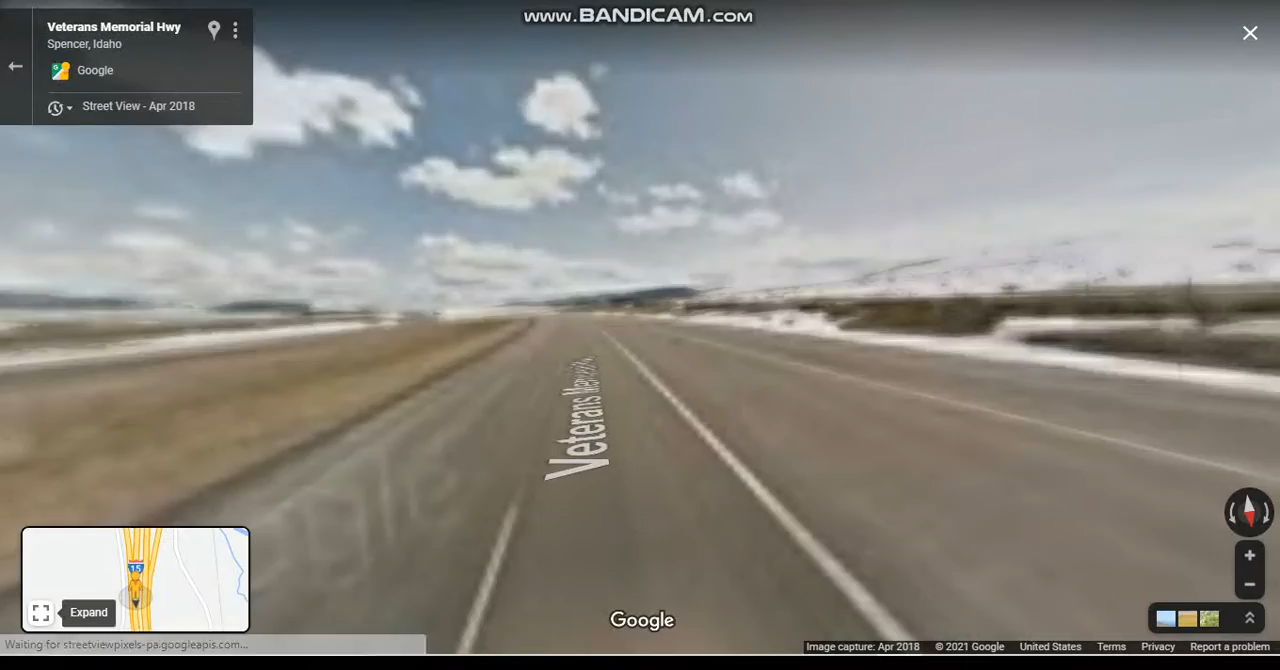 www.BANDICAM.com
Veterans Memorial Hwy
Spencer, Idaho
Google
Street View - Apr 2018
Veterans
15
Expand
Google
Waiting for streetviewpixels-pa.googleapis.com...
Image capture: Apr 2018 © 2021 Google United States Terms Privacy Report a problem